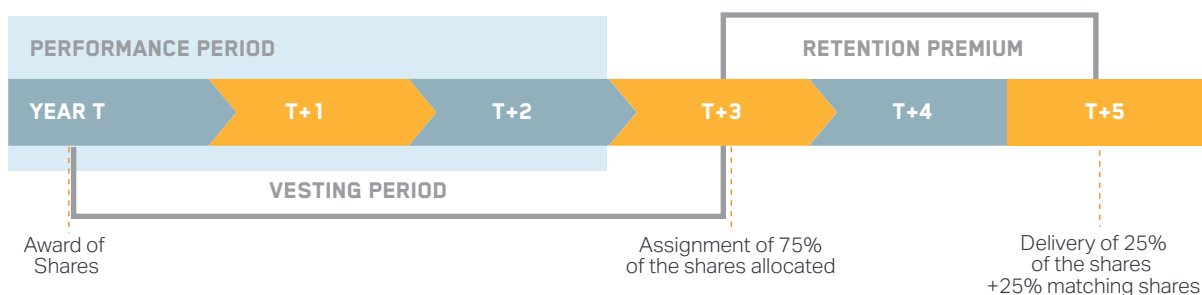 PERFORMANCE PERIOD
RETENTION PREMIUM
YEAR T
T+1
T+2
T+3
T+4
T+5
VESTING PERIOD
Award of
Shares
Assignment of 75%
of the shares allocated
Delivery of 25%
of the shares
+25% matching shares